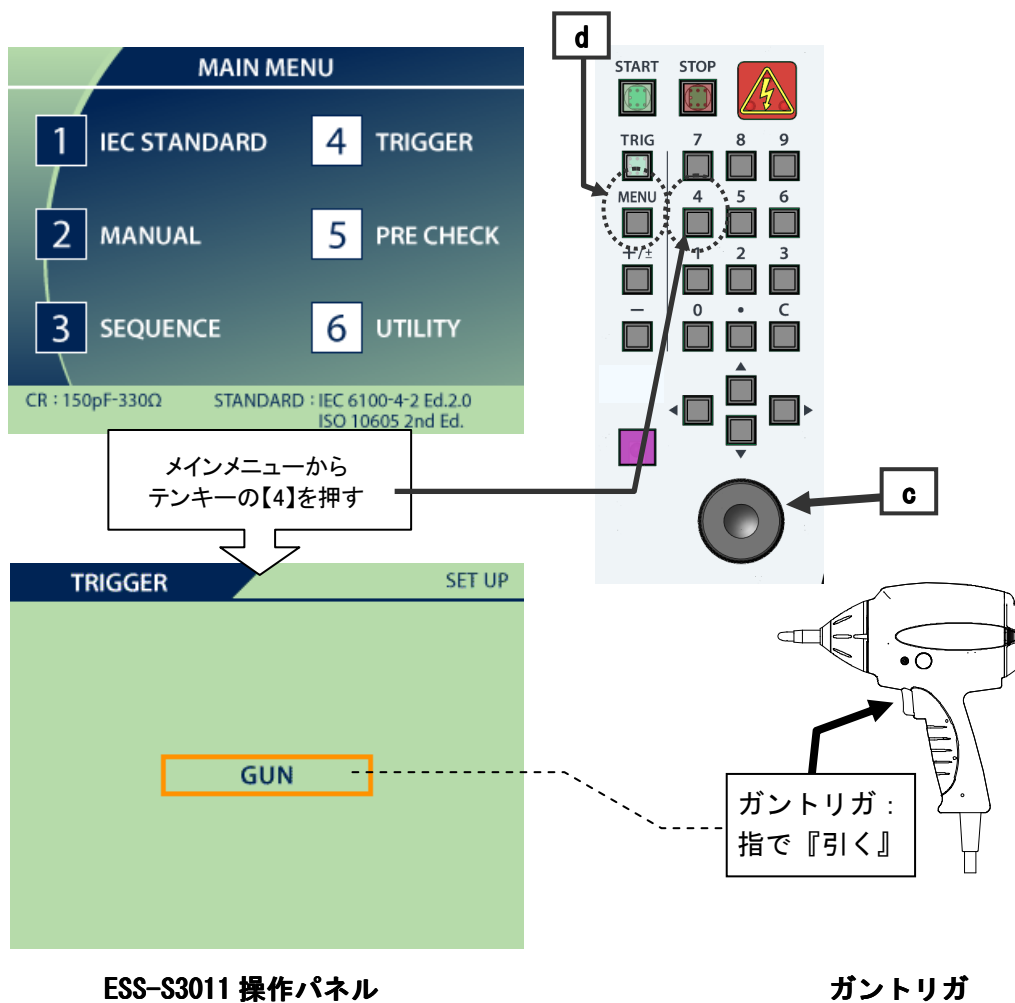 MAIN MENU
1 IEC STANDARD
4 TRIGGER
2 MANUAL
5 PRE CHECK
3 SEQUENCE
6 UTILITY
CR : 150pF-330Ω
STANDARD : IEC 6100-4-2 Ed.2.0
ISO 10605 2nd Ed.
メインメニューから
テンキーの【4】を押す
TRIGGER
SET UP
GUN
d
START STOP
TRIG 7 8 9
MENU 4 5 6
+/± 1 2 3
− 0 • C
c
ガントリガ：
指で『引く』
ESS-S3011 操作パネル
ガントリガ